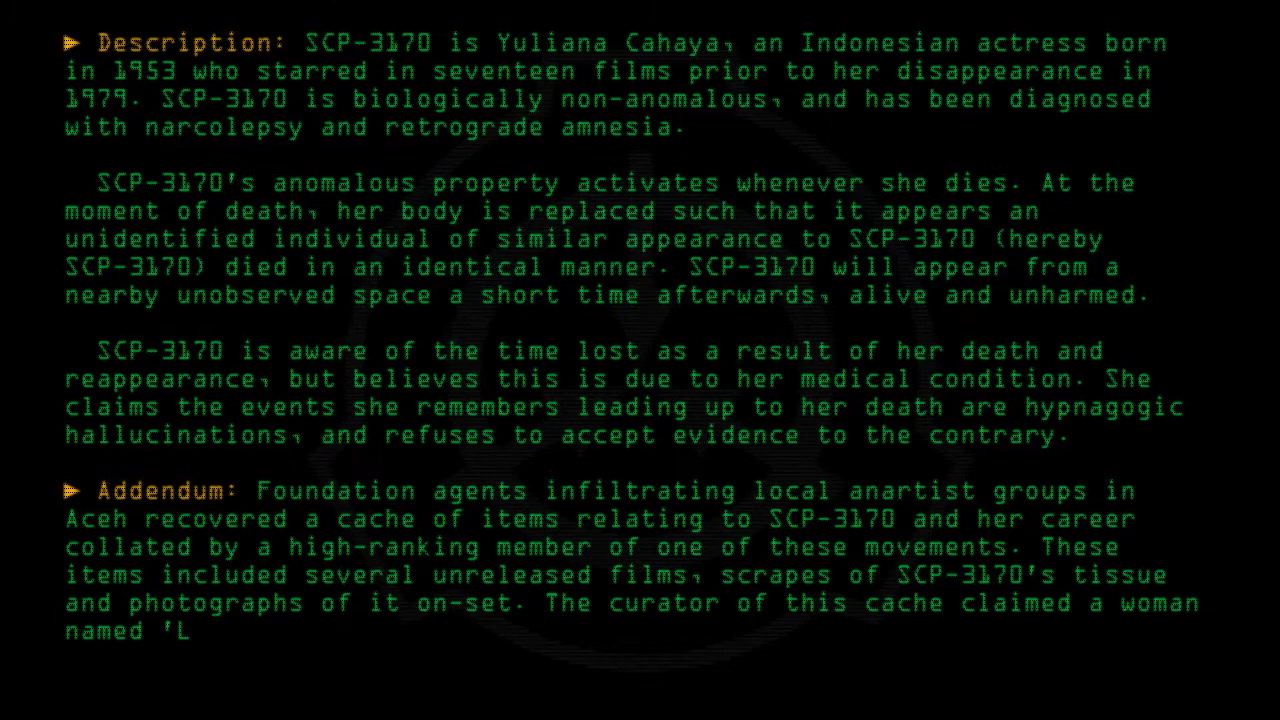 ► Description: SCP-3170 is Yuliana Cahaya, an Indonesian actress born
in 1953 who starred in seventeen films prior to her disappearance in
1979. SCP-3170 is biologically non-anomalous, and has been diagnosed
with narcolepsy and retrograde amnesia.
SCP-3170's anomalous property activates whenever she dies. At the
moment of death, her body is replaced such that it appears an
unidentified individual of similar appearance to SCP-3170 (hereby
SCP-3170) died in an identical manner. SCP-3170 will appear from a
nearby unobserved space a short time afterwards, alive and unharmed.
SCP-3170 is aware of the time lost as a result of her death and
reappearance, but believes this is due to her medical condition. She
claims the events she remembers leading up to her death are hypnagogic
hallucinations, and refuses to accept evidence to the contrary.
► Addendum: Foundation agents infiltrating local anartist groups in
Aceh recovered a cache of items relating to SCP-3170 and her career
collated by a high-ranking member of one of these movements. These
items included several unreleased films, scrapes of SCP-3170's tissue
and photographs of it on-set. The curator of this cache claimed a woman
named 'L